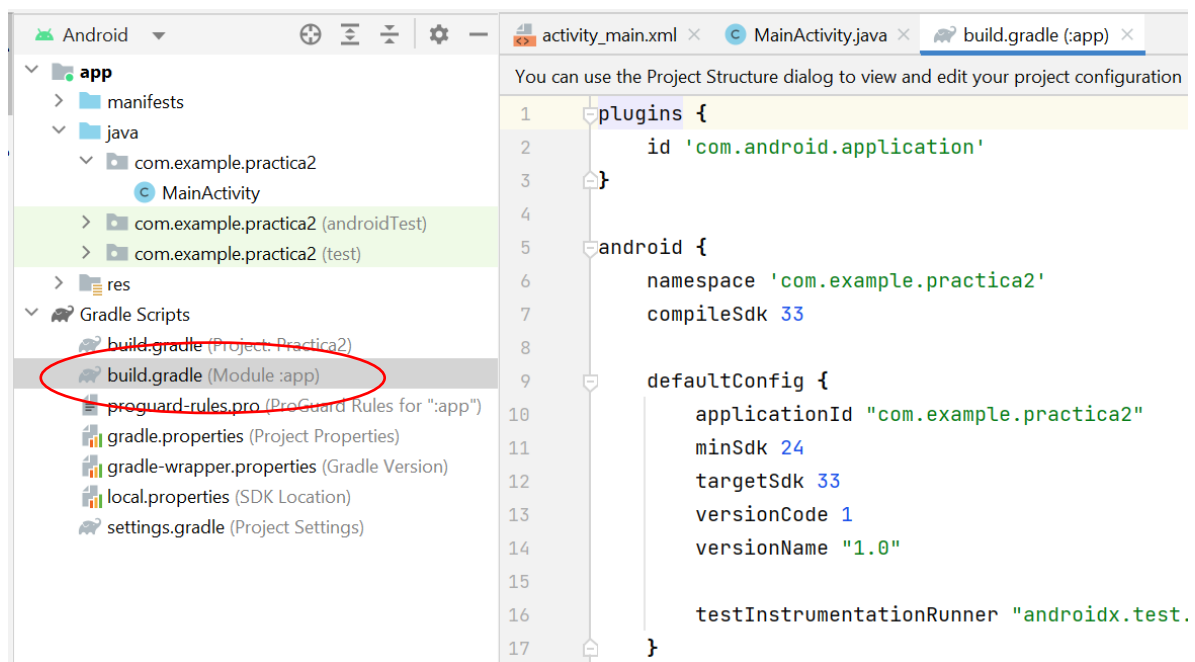 Android
app
manifests
java
com.example.practica2
C MainActivity
com.example.practica2 (androidTest)
com.example.practica2 (test)
res
Gradle Scripts
build.gradle (Project: Practica2)
build.gradle (Module :app)
proguard-rules.pro (ProGuard Rules for ":app")
gradle.properties (Project Properties)
gradle-wrapper.properties (Gradle Version)
local.properties (SDK Location)
settings.gradle (Project Settings)
<> activity_main.xml × C MainActivity.java × build.gradle (:app) ×
You can use the Project Structure dialog to view and edit your project configuration
1 plugins {
2 id 'com.android.application'
3 }
4
5 android {
6 namespace 'com.example.practica2'
7 compileSdk 33
8
9 defaultConfig {
10 applicationId "com.example.practica2"
11 minSdk 24
12 targetSdk 33
13 versionCode 1
14 versionName "1.0"
15
16 testInstrumentationRunner "androidx.test.
17 }